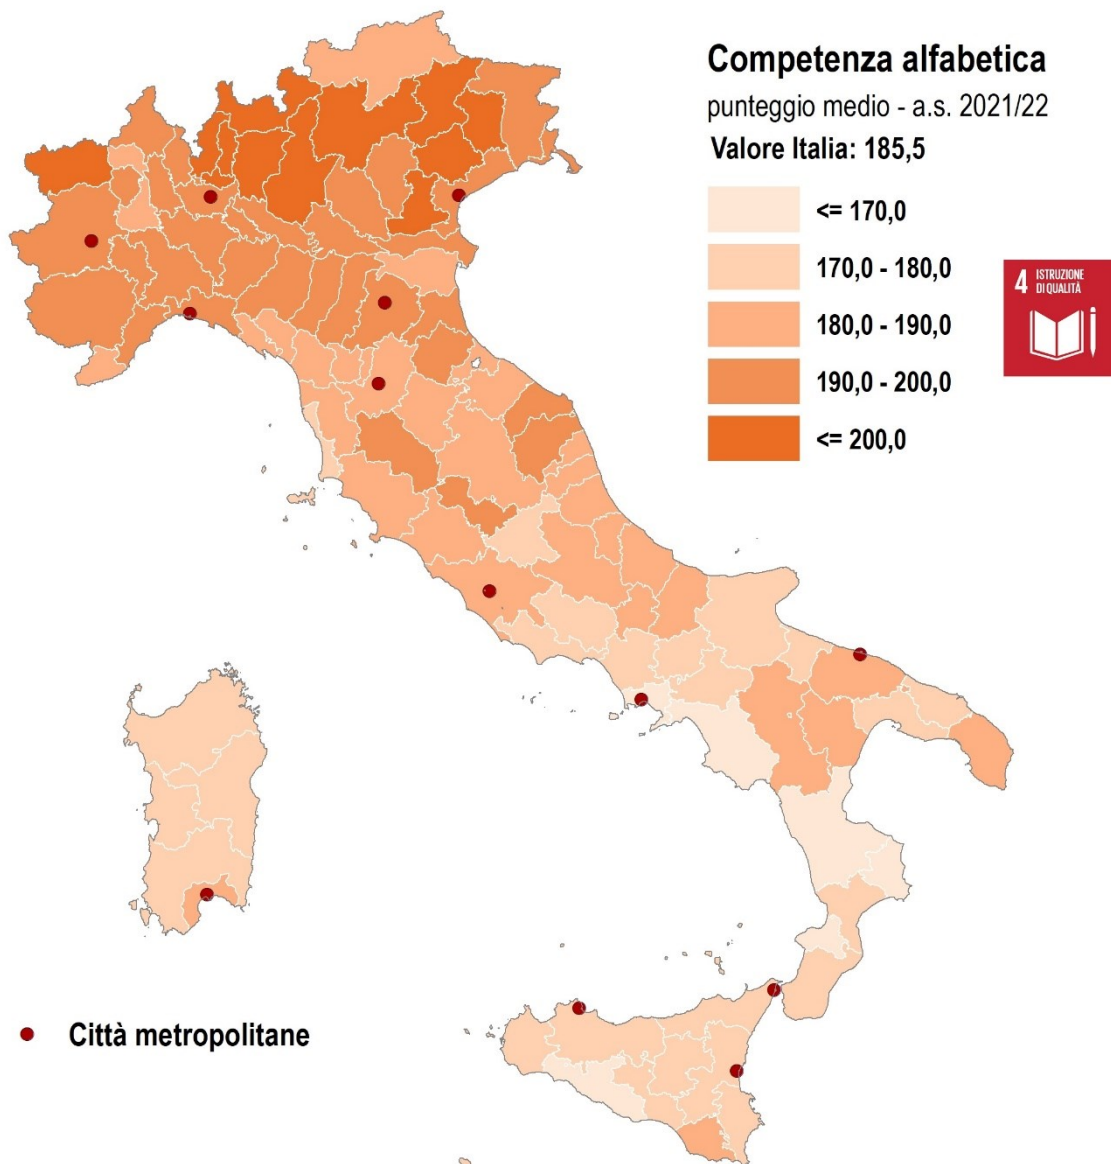 Competenza alfabetica
punteggio medio - a.s. 2021/22
Valore Italia: 185,5
<= 170,0
170,0 - 180,0
180,0 - 190,0
190,0 - 200,0
<= 200,0
4 ISTRUZIONE
DI QUALITÀ
Città metropolitane